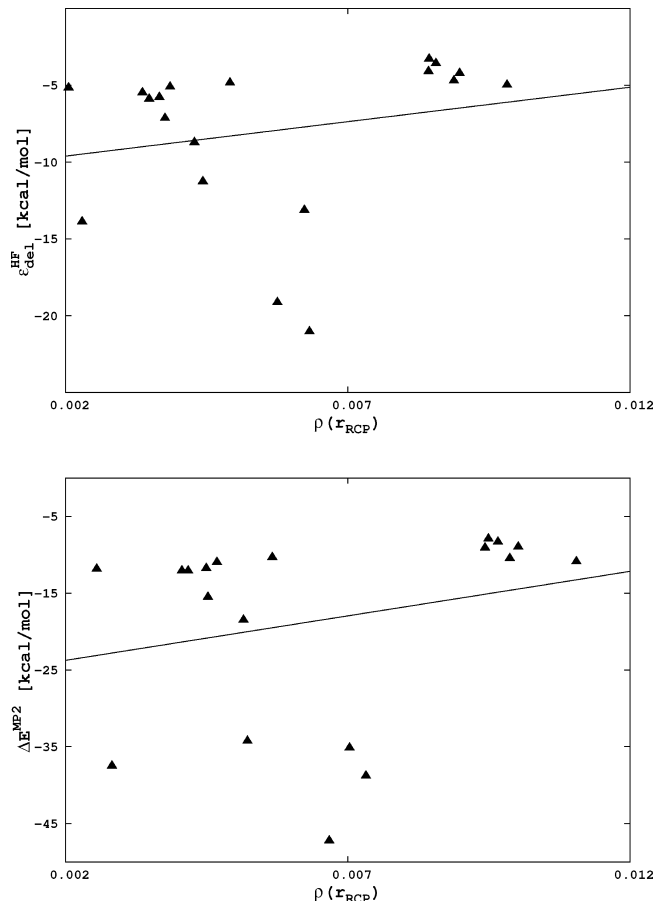 -5
-10
-15
-20
ε^HF_del [kcal/mol]
0.002 0.007 0.012
ρ(r_RCP)
-5
-15
-25
-35
-45
ΔE^MP2 [kcal/mol]
0.002 0.007 0.012
ρ(r_RCP)